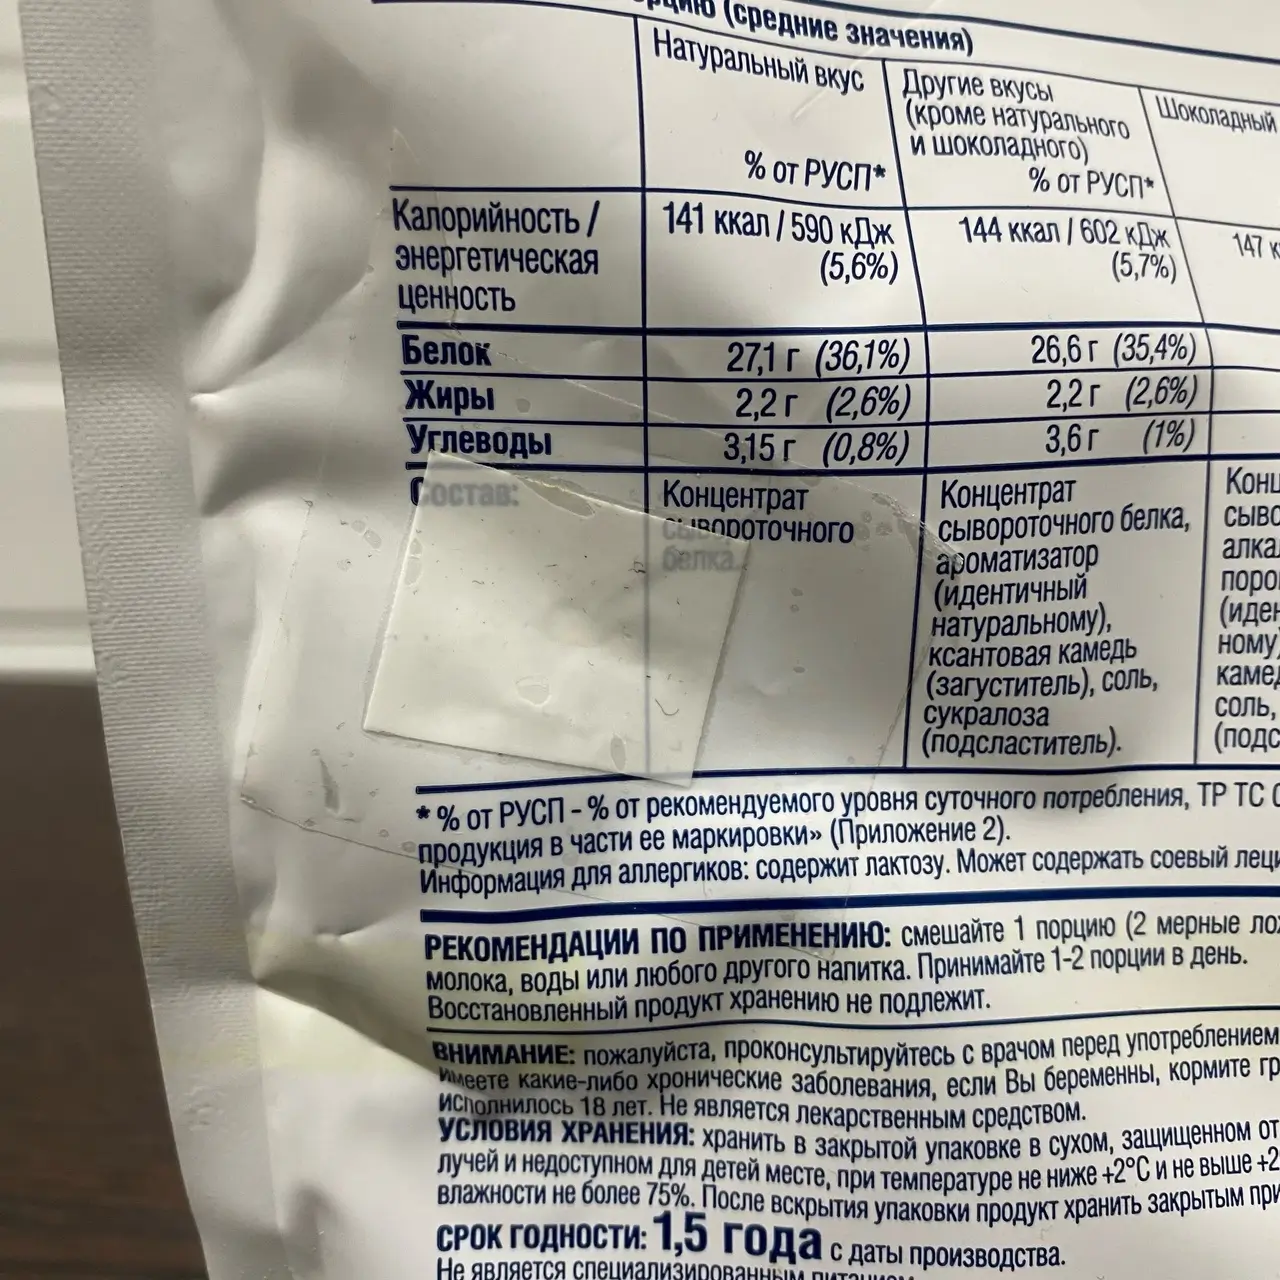 (средние значения)
Натуральный вкус
% от РУСП*
Другие вкусы
(кроме натурального
и шоколадного)
% от РУСП*
Шоколадный
Калорийность /
энергетическая
ценность
141 ккал / 590 кДж
(5,6%)
144 ккал / 602 кДж
(5,7%)
147
Белок 27,1 г (36,1%) 26,6 г (35,4%)
Жиры 2,2 г (2,6%) 2,2 г (2,6%)
Углеводы 3,15 г (0,8%) 3,6 г (1%)
Состав:
Концентрат
сывороточного
белка.
Концентрат
сывороточного белка,
ароматизатор
(идентичный
натуральному),
ксантовая камедь
(загуститель), соль,
сукралоза
(подсластитель).
соль,
* % от РУСП - % от рекомендуемого уровня суточного потребления, ТР ТС
продукция в части ее маркировки» (Приложение 2).
Информация для аллергиков: содержит лактозу. Может содержать соевый
РЕКОМЕНДАЦИИ ПО ПРИМЕНЕНИЮ: смешайте 1 порцию (2 мерные
молока, воды или любого другого напитка. Принимайте 1-2 порции в день.
Восстановленный продукт хранению не подлежит.
ВНИМАНИЕ: пожалуйста, проконсультируйтесь с врачом перед употреблением
имеете какие-либо хронические заболевания, если Вы беременны, кормите
исполнилось 18 лет. Не является лекарственным средством.
УСЛОВИЯ ХРАНЕНИЯ: хранить в закрытой упаковке в сухом, защищенном от
лучей и недоступном для детей месте, при температуре не ниже +2°С и не выше
влажности не более 75%. После вскрытия упаковки продукт хранить закрытым
СРОК ГОДНОСТИ: 1,5 года с даты производства.
Не является специализированным питанием